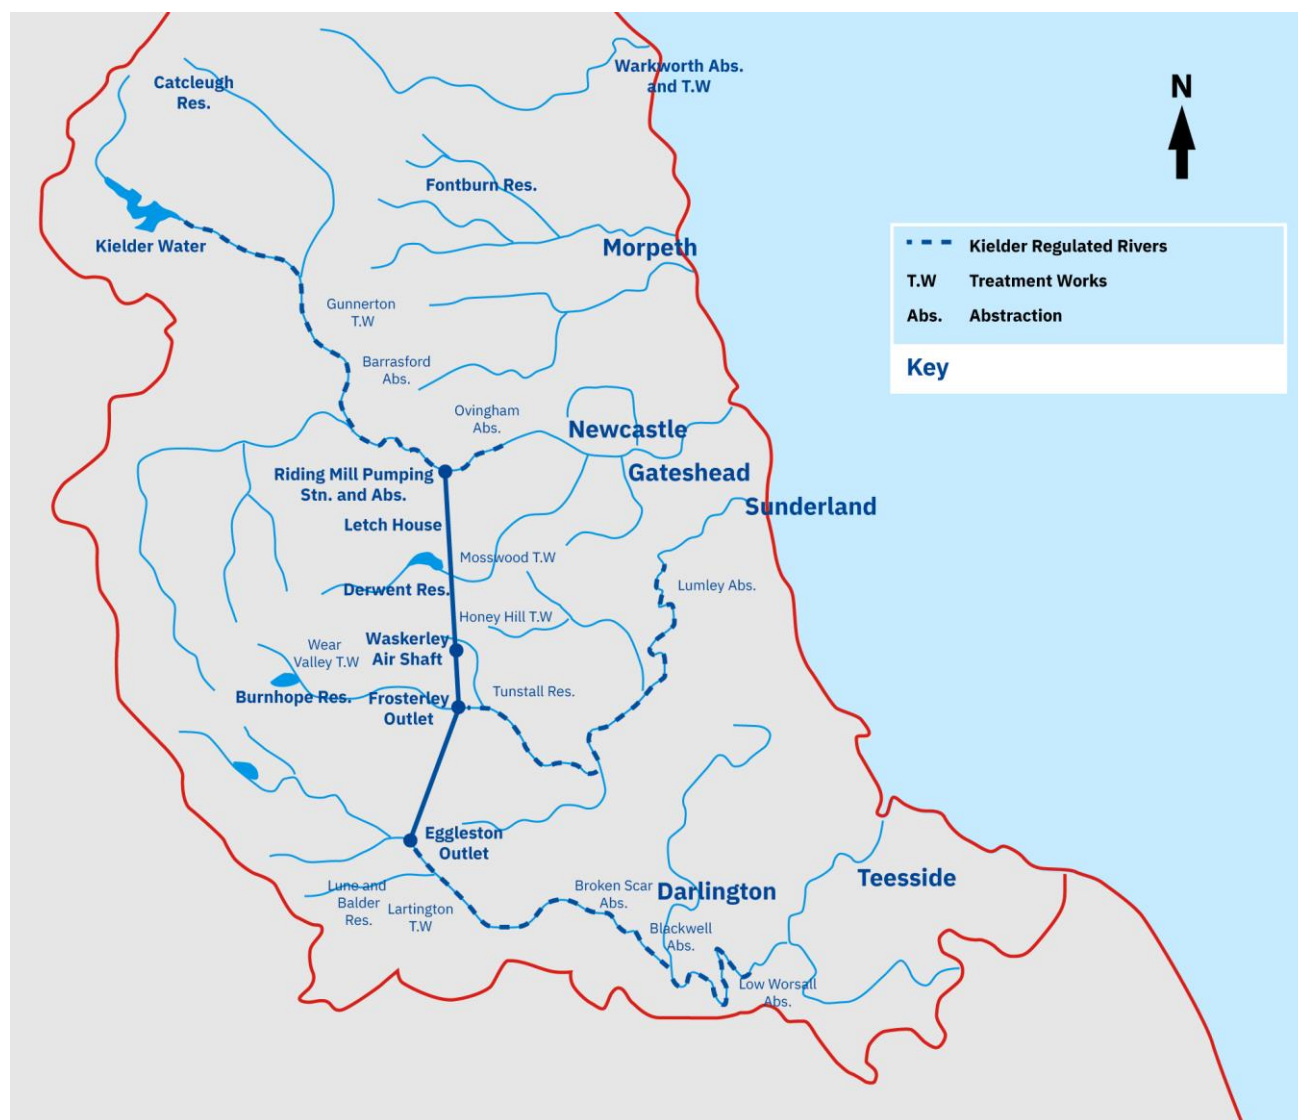 Warkworth Abs.
and T.W
Catcleugh
Res.
N
Fontburn Res.
Kielder Water
Morpeth
Kielder Regulated Rivers
T.W Treatment Works
Abs. Abstraction
Key
Gunnerton
T.W
Barrasford
Abs.
Ovingham
Abs.
Newcastle
Gateshead
Riding Mill Pumping
Stn. and Abs.
Sunderland
Letch House
Mosswood T.W
Derwent Res.
Lumley Abs.
Honey Hill T.W
Waskerley
Air Shaft
Wear
Valley T.W
Burnhope Res.
Frosterley
Outlet
Tunstall Res.
Eggleston
Outlet
Lune and
Balder
Res.
Lartington
T.W
Broken Scar
Abs.
Darlington
Teesside
Blackwell
Abs.
Low Worsall
Abs.